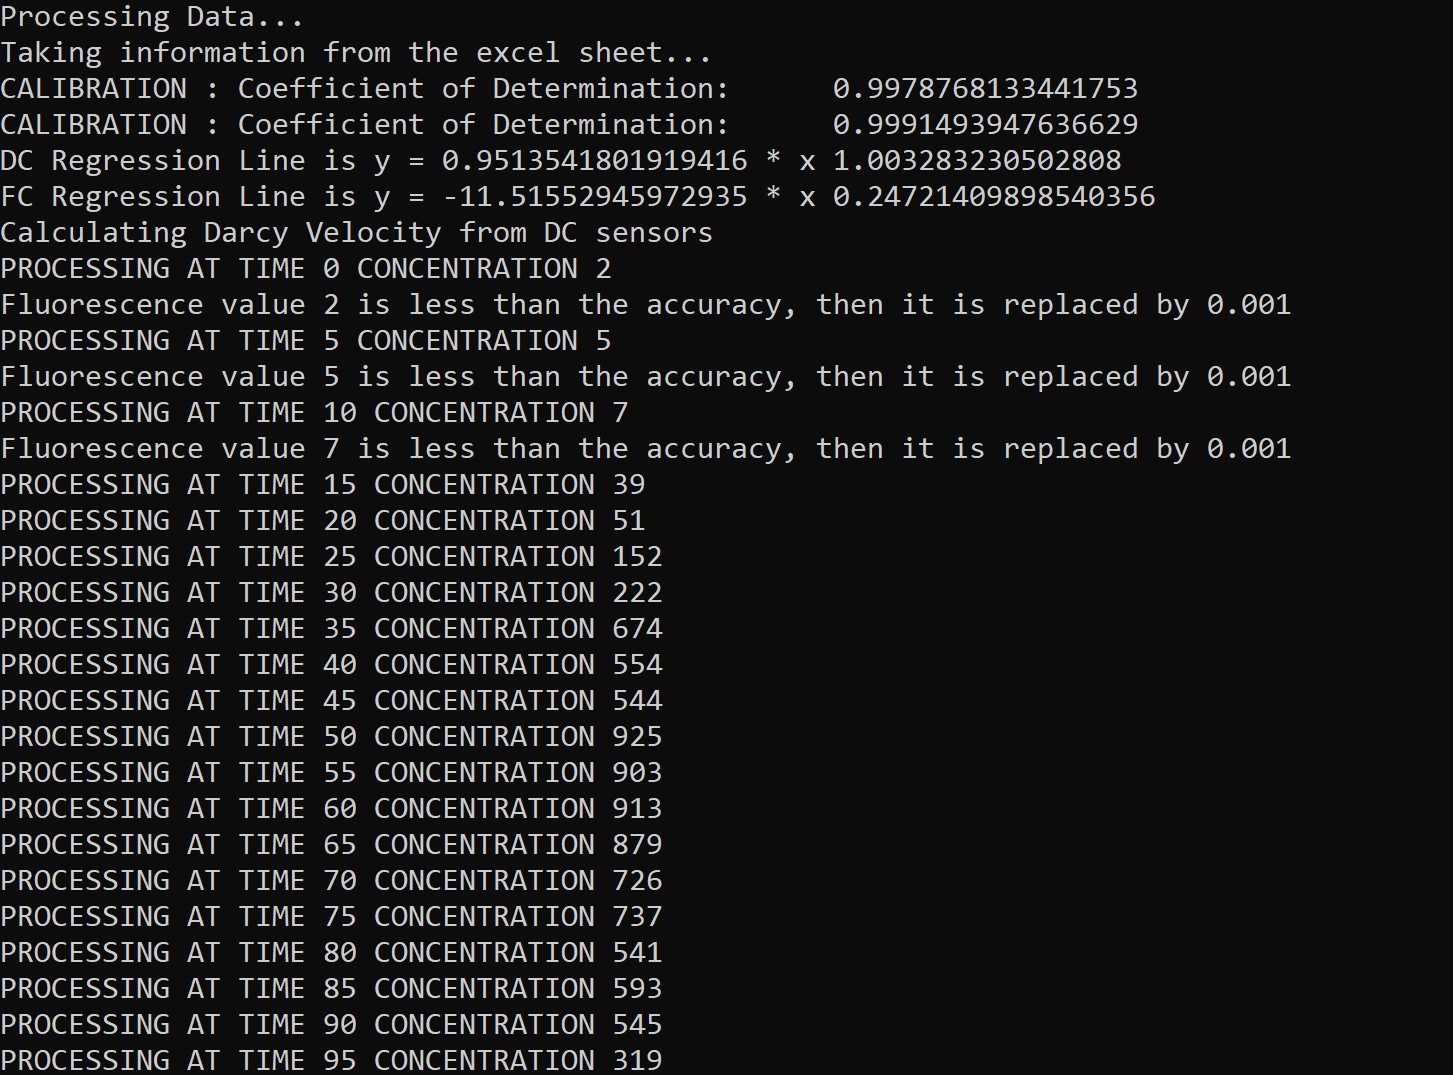 Processing Data...
Taking information from the excel sheet...
CALIBRATION : Coefficient of Determination:      0.9978768133441753
CALIBRATION : Coefficient of Determination:      0.9991493947636629
DC Regression Line is y = 0.9513541801919416 * x 1.003283230502808
FC Regression Line is y = -11.51552945972935 * x 0.24721409898540356
Calculating Darcy Velocity from DC sensors
PROCESSING AT TIME 0 CONCENTRATION 2
Fluorescence value 2 is less than the accuracy, then it is replaced by 0.001
PROCESSING AT TIME 5 CONCENTRATION 5
Fluorescence value 5 is less than the accuracy, then it is replaced by 0.001
PROCESSING AT TIME 10 CONCENTRATION 7
Fluorescence value 7 is less than the accuracy, then it is replaced by 0.001
PROCESSING AT TIME 15 CONCENTRATION 39
PROCESSING AT TIME 20 CONCENTRATION 51
PROCESSING AT TIME 25 CONCENTRATION 152
PROCESSING AT TIME 30 CONCENTRATION 222
PROCESSING AT TIME 35 CONCENTRATION 674
PROCESSING AT TIME 40 CONCENTRATION 554
PROCESSING AT TIME 45 CONCENTRATION 544
PROCESSING AT TIME 50 CONCENTRATION 925
PROCESSING AT TIME 55 CONCENTRATION 903
PROCESSING AT TIME 60 CONCENTRATION 913
PROCESSING AT TIME 65 CONCENTRATION 879
PROCESSING AT TIME 70 CONCENTRATION 726
PROCESSING AT TIME 75 CONCENTRATION 737
PROCESSING AT TIME 80 CONCENTRATION 541
PROCESSING AT TIME 85 CONCENTRATION 593
PROCESSING AT TIME 90 CONCENTRATION 545
PROCESSING AT TIME 95 CONCENTRATION 319